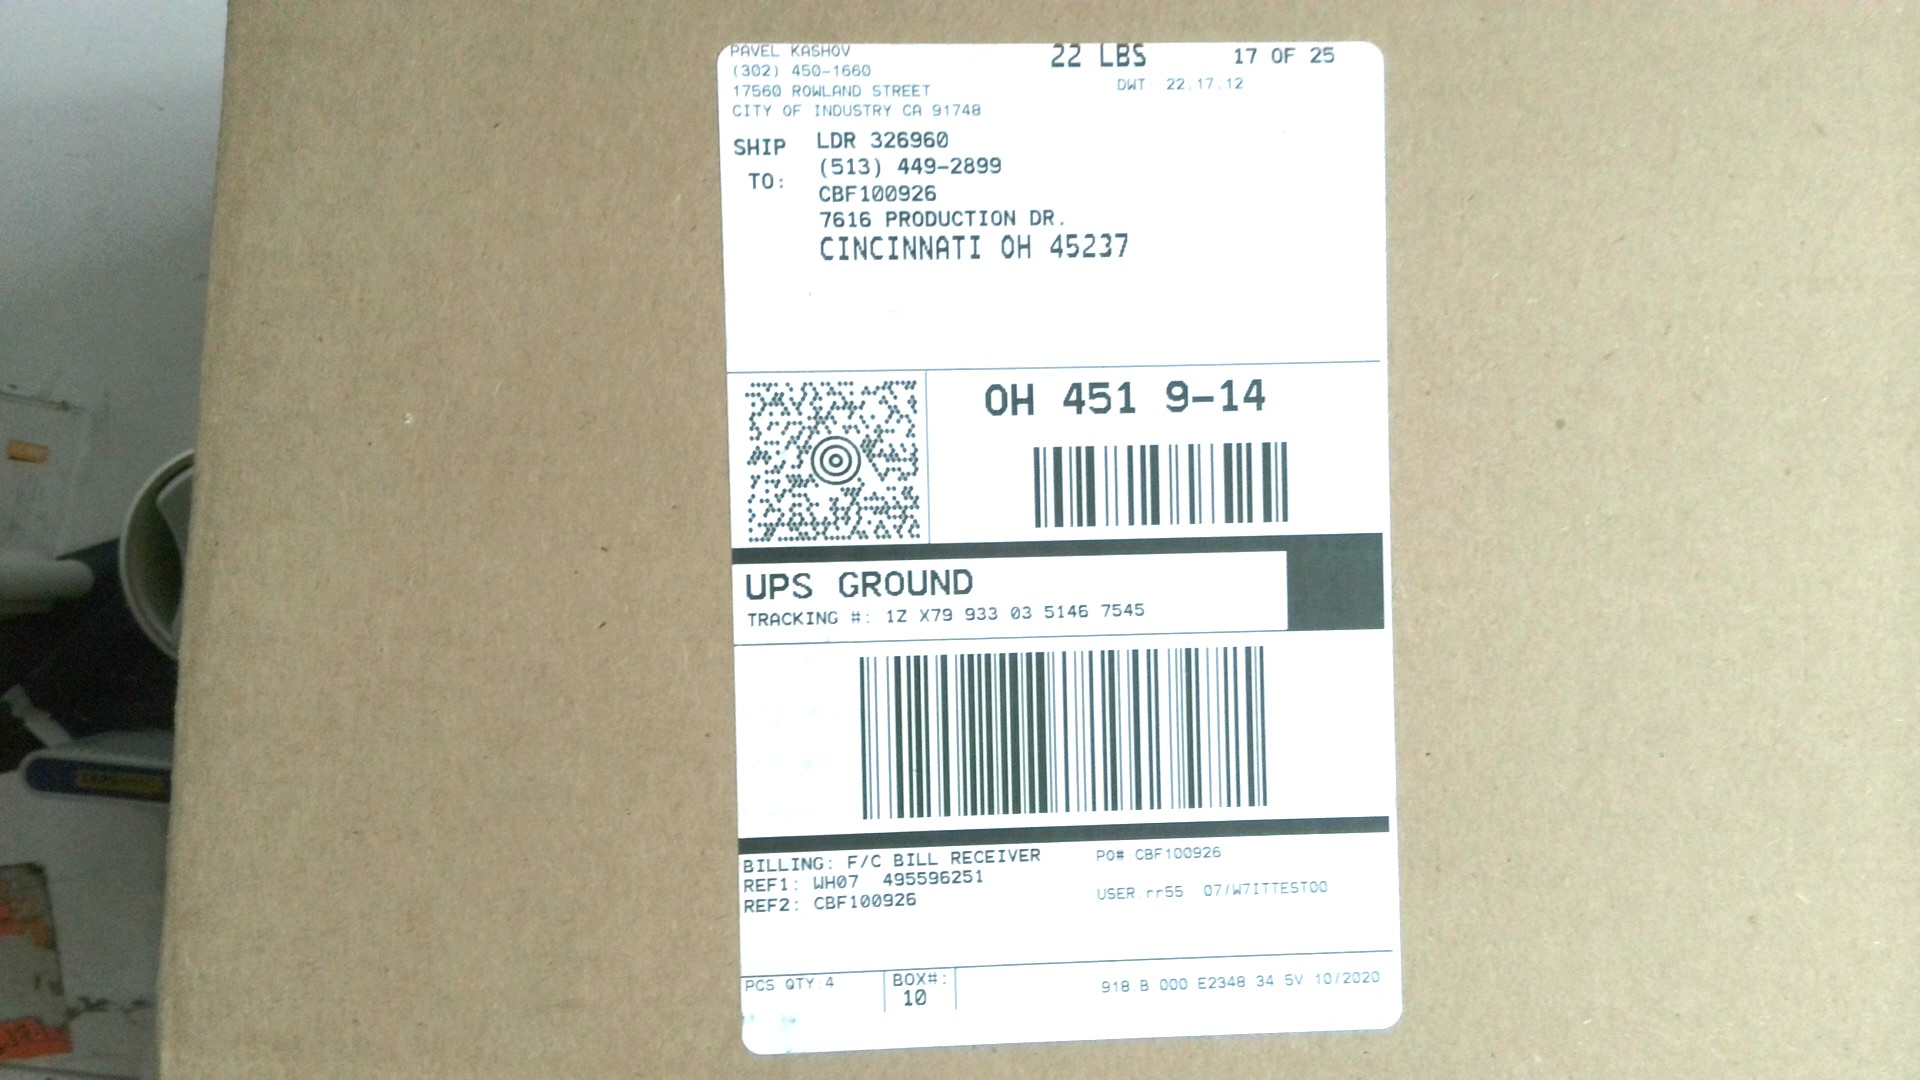 PAVEL KASHOV
(302) 450-1660
17560 ROWLAND STREET
CITY OF INDUSTRY CA 91748
22 LBS
17 OF 25
DWT: 22,17,12
SHIP TO:
LDR 326960
(513) 449-2899
CBF100926
7616 PRODUCTION DR.
CINCINNATI OH 45237
OH 451 9-14
UPS GROUND
TRACKING #: 1Z X79 933 03 5146 7545
BILLING: F/C BILL RECEIVER
REF1: WH07 495596251
REF2: CBF100926
PO#:CBF100926
USER:rr55 07/W7ITTEST00
PCS QTY:4
BOX#:
10
918 B 000 E2348 34 5V 10/2020